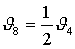 ϑ₈ = 1/2 ϑ₄